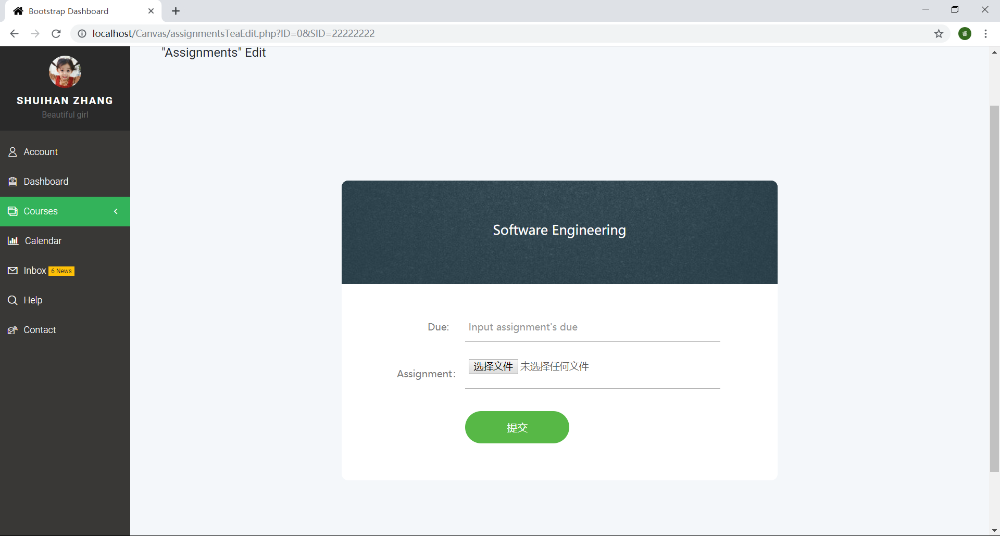 Bootstrap Dashboard
localhost/Canvas/assignmentsTeaEdit.php?ID=0&SID=22222222
睿
"Assignments" Edit
SHUIHAN ZHANG
Beautiful girl
Account
Dashboard
Courses
Calendar
Inbox 6 News
Help
Contact
Software Engineering
Due: Input assignment's due
Assignment: 选择文件 未选择任何文件
提交